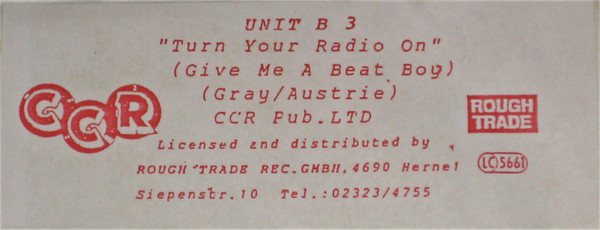 UNIT B 3
"Turn Your Radio On"
(Give Me A Beat Boy)
(Gray/Austrie)
CCR Pub.LTD
CCR
3
ROUGH
TRADE
Licensed and distributed by
ROUGH TRADE REC.GMBH,4690 Herne1
LC 5661
Siepenstr.10 Tel.:02323/4755